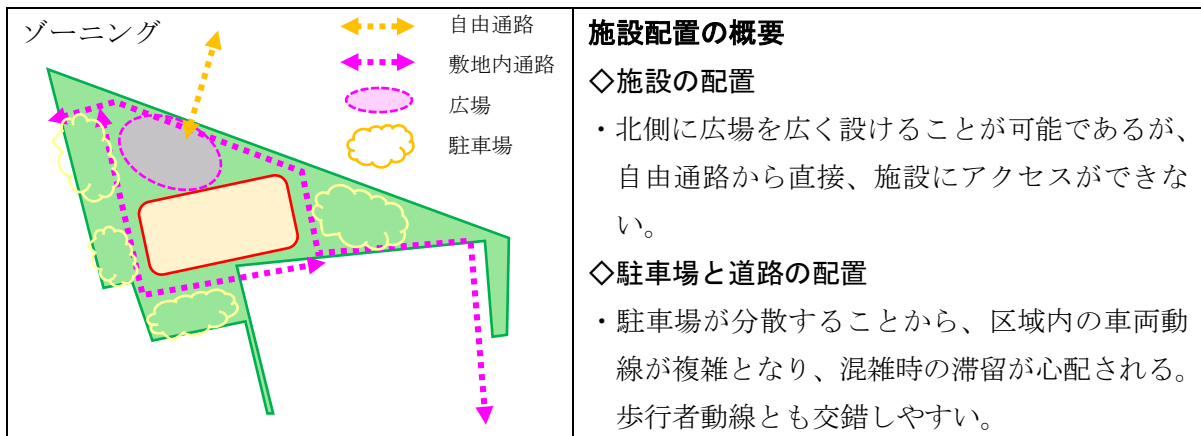 ゾーニング
自由通路
敷地内通路
広場
駐車場
施設配置の概要
◇施設の配置
・北側に広場を広く設けることが可能であるが、
自由通路から直接、施設にアクセスができな
い。
◇駐車場と道路の配置
・駐車場が分散することから、区域内の車両動
線が複雑となり、混雑時の滞留が心配される。
歩行者動線とも交錯しやすい。